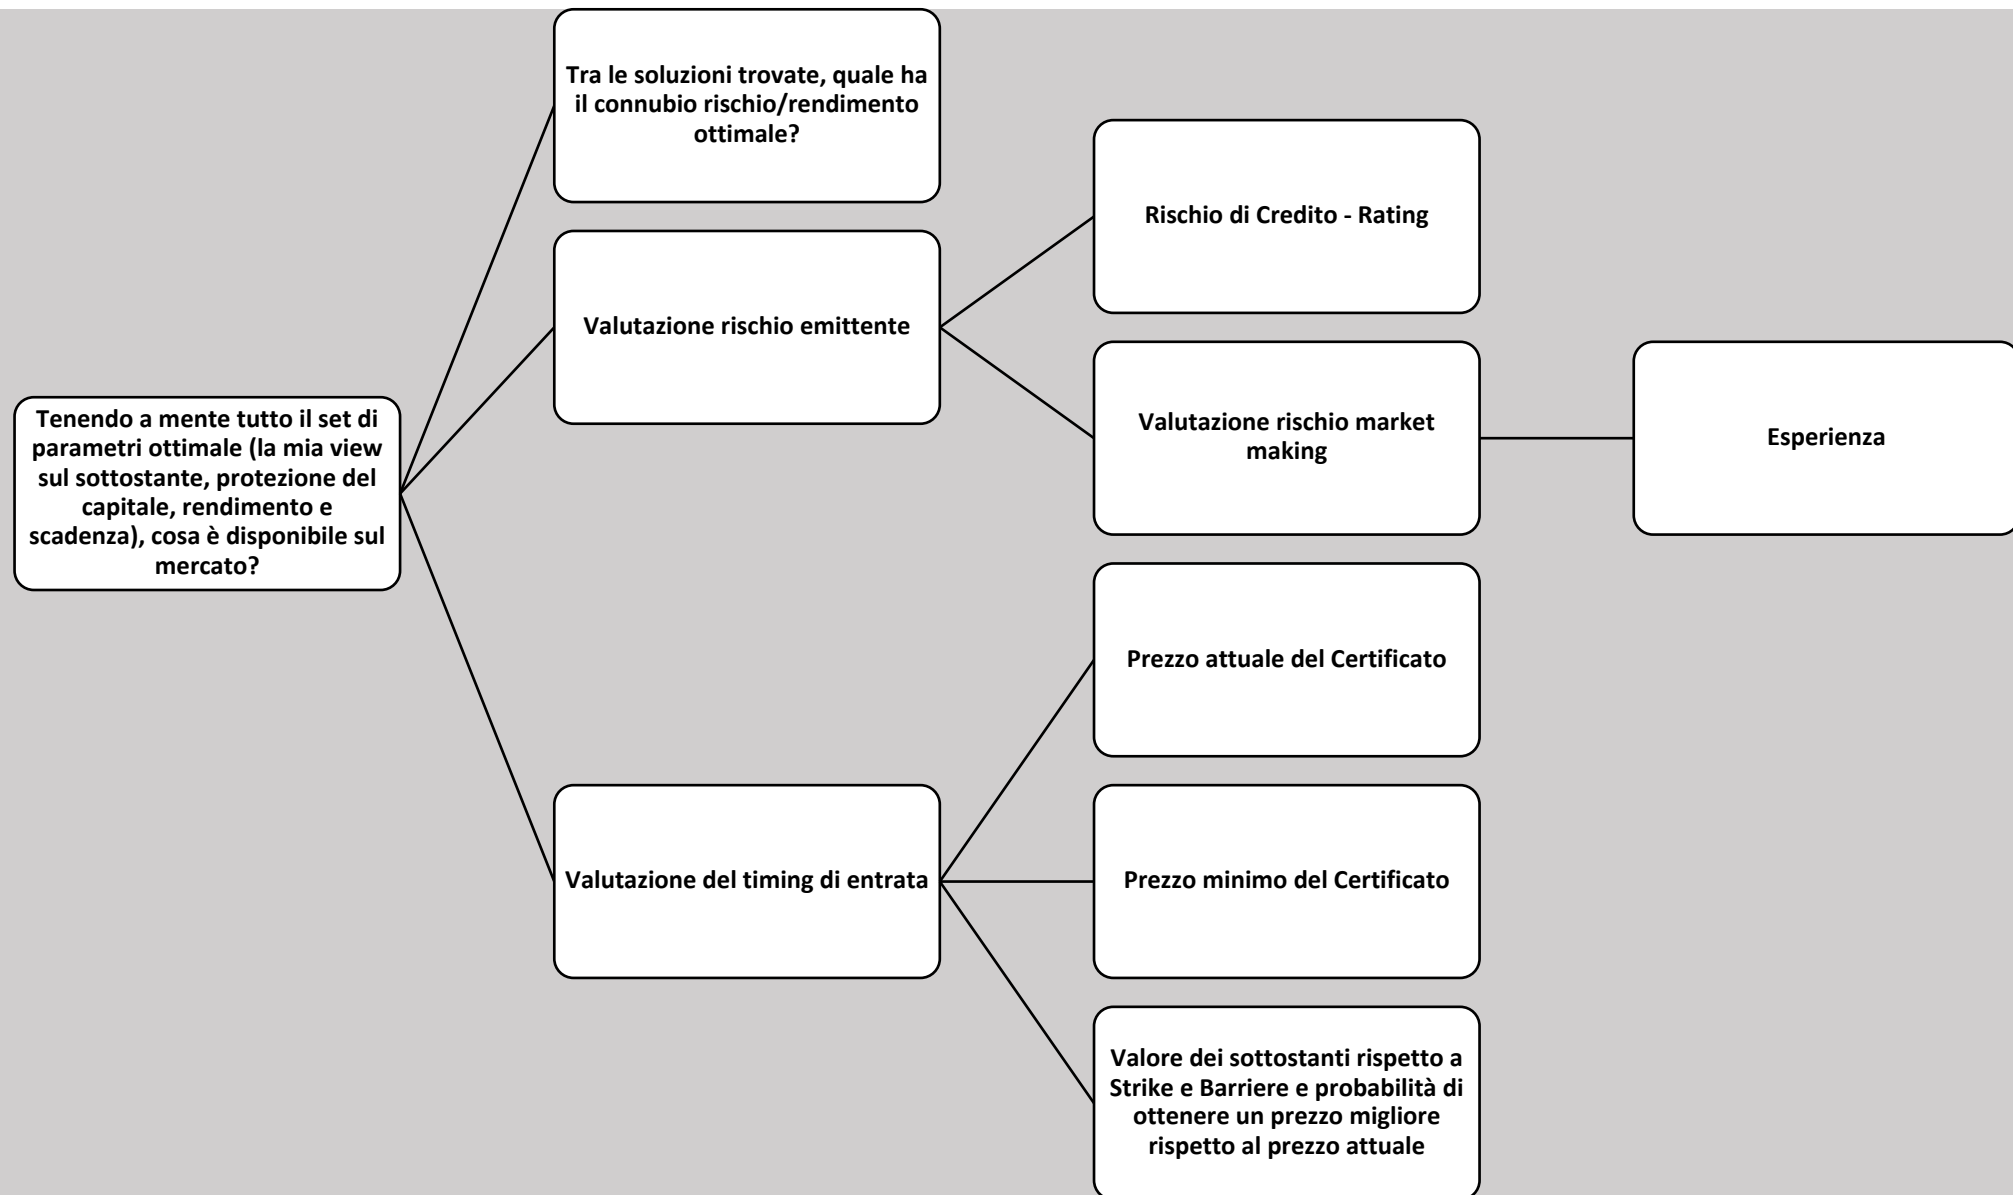 Tra le soluzioni trovate, quale ha
il connubio rischio/rendimento
ottimale?
Rischio di Credito - Rating
Valutazione rischio emittente
Valutazione rischio market
making
Esperienza
Tenendo a mente tutto il set di
parametri ottimale (la mia view
sul sottostante, protezione del
capitale, rendimento e
scadenza), cosa è disponibile sul
mercato?
Prezzo attuale del Certificato
Valutazione del timing di entrata
Prezzo minimo del Certificato
Valore dei sottostanti rispetto a
Strike e Barriere e probabilità di
ottenere un prezzo migliore
rispetto al prezzo attuale